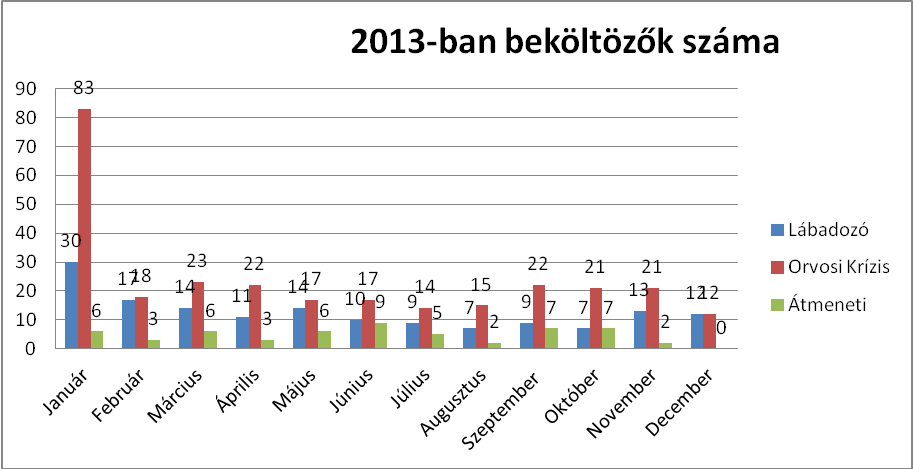 2013-ban beköltözők száma
90
80
70
60
50
40
30
20
10
0
30 83 6
17 18 3
14 23 6
11 22 3
14 17 6
10 17 9
9 14 5
7 15 2
9 22 7
7 21 7
13 21 2
12 12 0
Január
Február
Március
Április
Május
Június
Július
Augusztus
Szeptember
Október
November
December
Lábadozó
Orvosi Krízis
Átmeneti